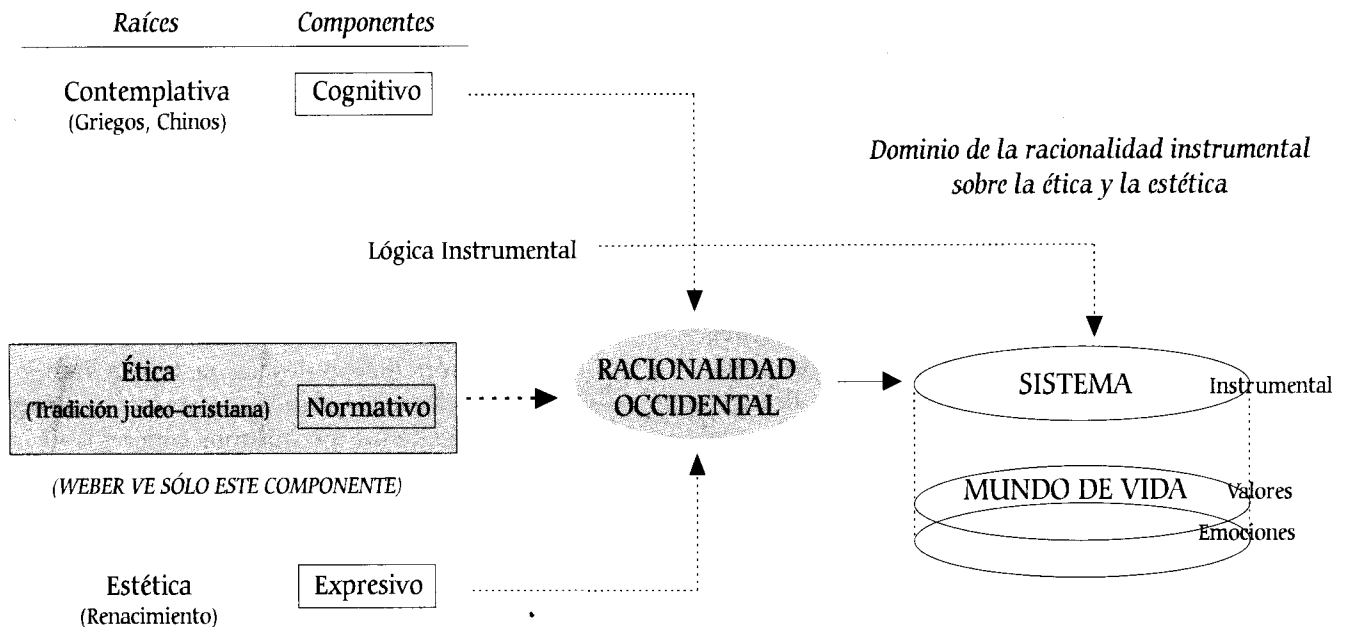 Raíces Componentes
Contemplativa Cognitivo
(Griegos, Chinos)
Dominio de la racionalidad instrumental
sobre la ética y la estética
Lógica Instrumental
Ética
(Tradición judeo-cristiana) Normativo
RACIONALIDAD
OCCIDENTAL
SISTEMA Instrumental
(WEBER VE SÓLO ESTE COMPONENTE)
MUNDO DE VIDA Valores
Emociones
Estética Expresivo
(Renacimiento)